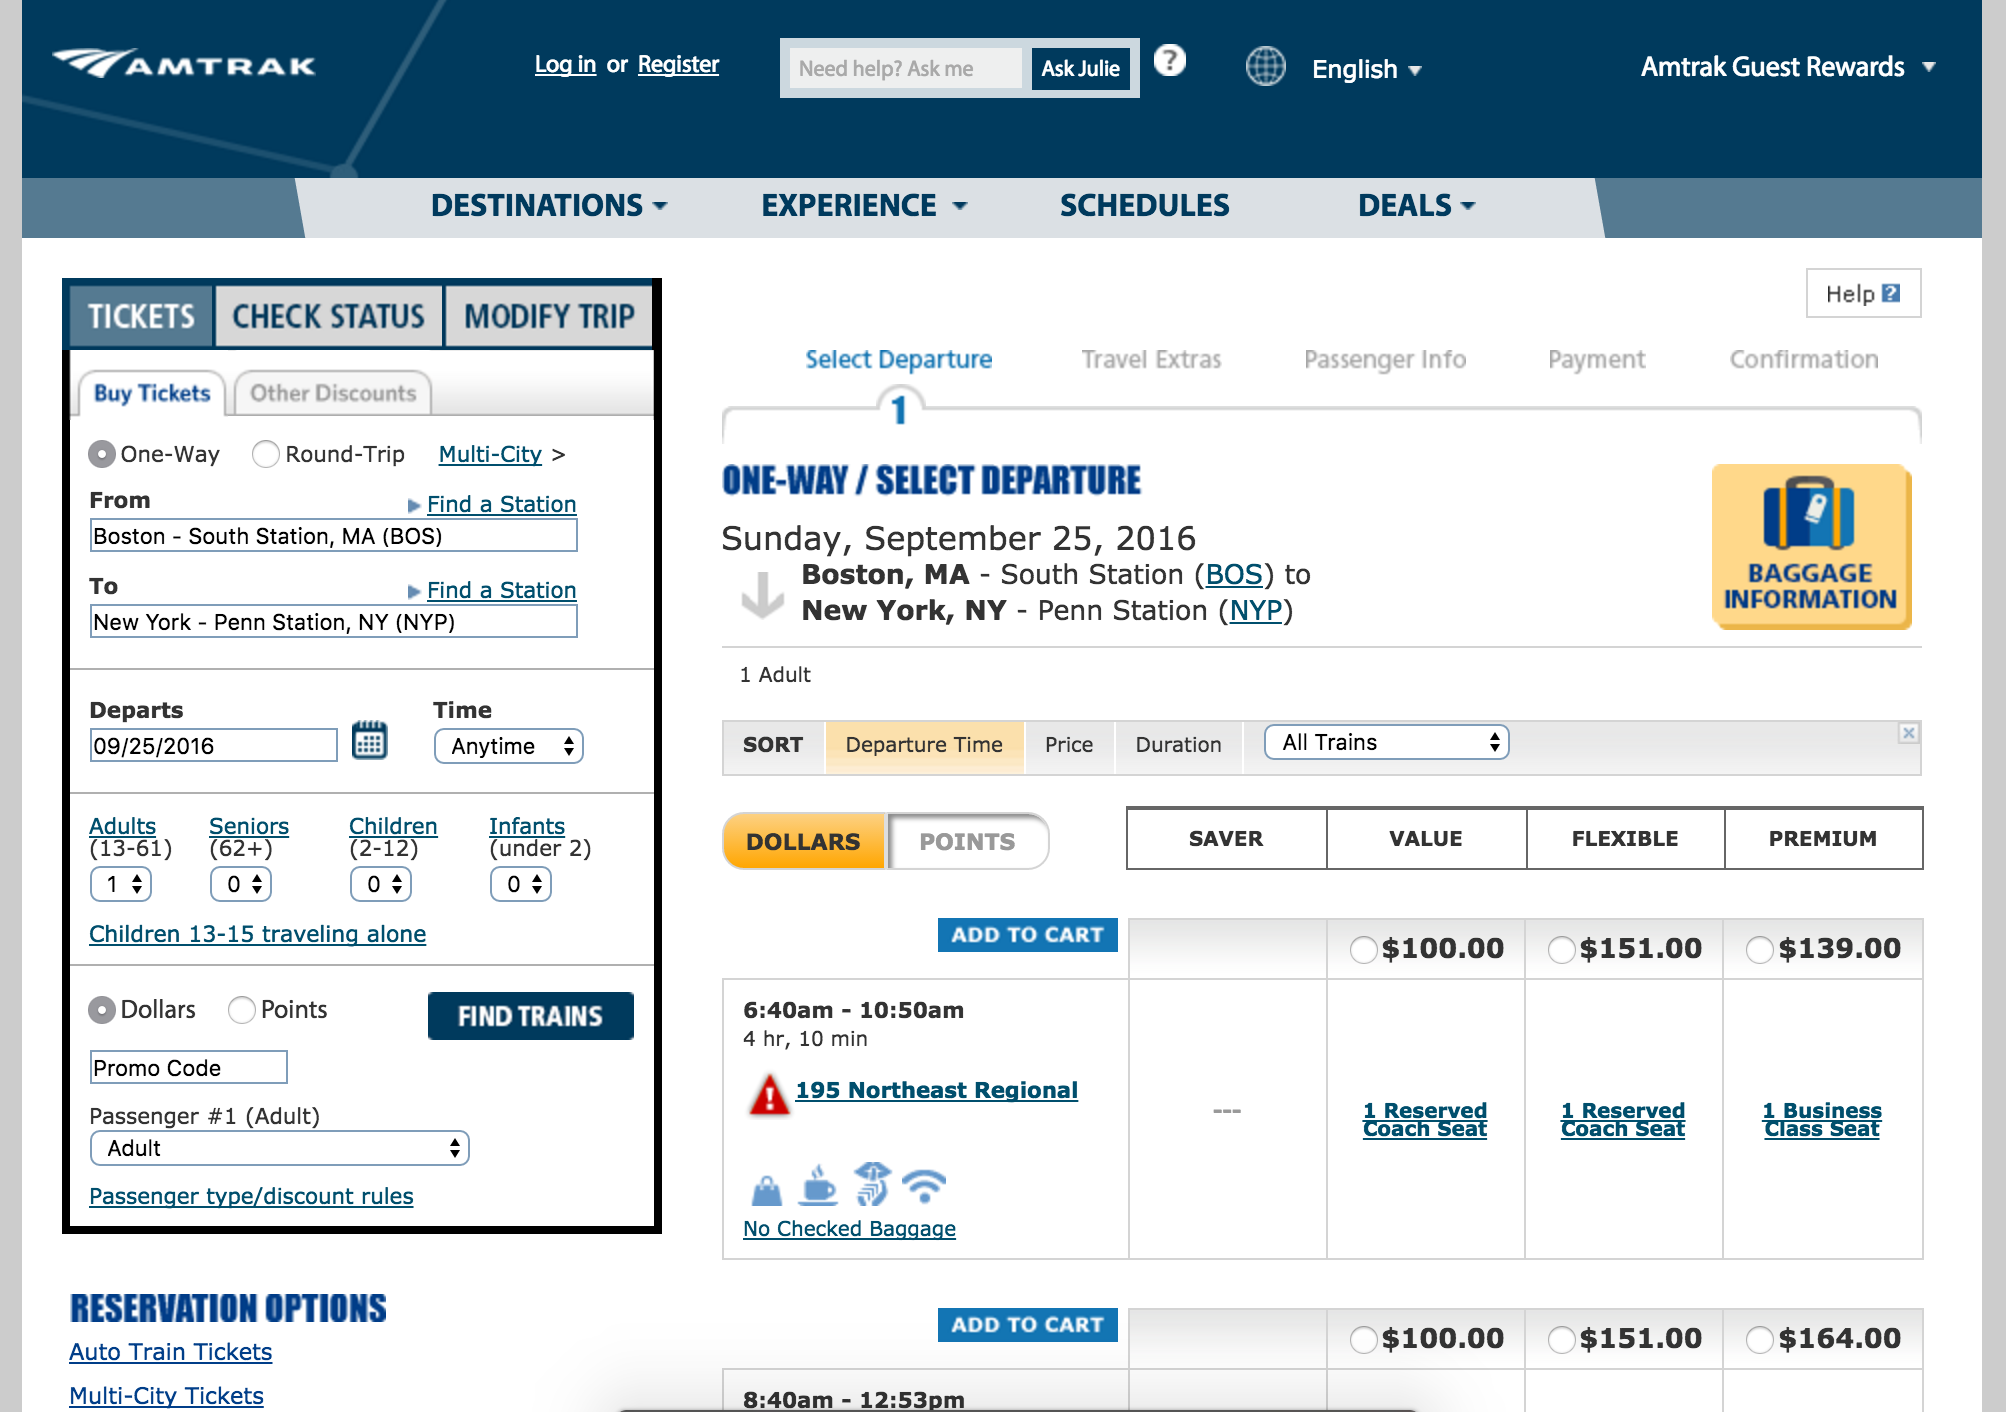 AMTRAK
Log in or Register
Need help? Ask me
Ask Julie
?
English
Amtrak Guest Rewards
DESTINATIONS
EXPERIENCE
SCHEDULES
DEALS
TICKETS
CHECK STATUS
MODIFY TRIP
Buy Tickets
Other Discounts
One-Way
Round-Trip
Multi-City >
From
Find a Station
Boston - South Station, MA (BOS)
To
Find a Station
New York - Penn Station, NY (NYP)
Departs
Time
09/25/2016
Anytime
Adults
(13-61)
Seniors
(62+)
Children
(2-12)
Infants
(under 2)
1
0
0
0
Children 13-15 traveling alone
Dollars
Points
FIND TRAINS
Promo Code
Passenger #1 (Adult)
Adult
Passenger type/discount rules
RESERVATION OPTIONS
Auto Train Tickets
Multi-City Tickets
Help ?
Select Departure
Travel Extras
Passenger Info
Payment
Confirmation
1
ONE-WAY / SELECT DEPARTURE
Sunday, September 25, 2016
Boston, MA - South Station (BOS) to
New York, NY - Penn Station (NYP)
BAGGAGE
INFORMATION
1 Adult
SORT
Departure Time
Price
Duration
All Trains
DOLLARS
POINTS
SAVER
VALUE
FLEXIBLE
PREMIUM
ADD TO CART
$100.00
$151.00
$139.00
6:40am - 10:50am
4 hr, 10 min
195 Northeast Regional
---
1 Reserved
Coach Seat
1 Reserved
Coach Seat
1 Business
Class Seat
No Checked Baggage
ADD TO CART
$100.00
$151.00
$164.00
8:40am - 12:53pm